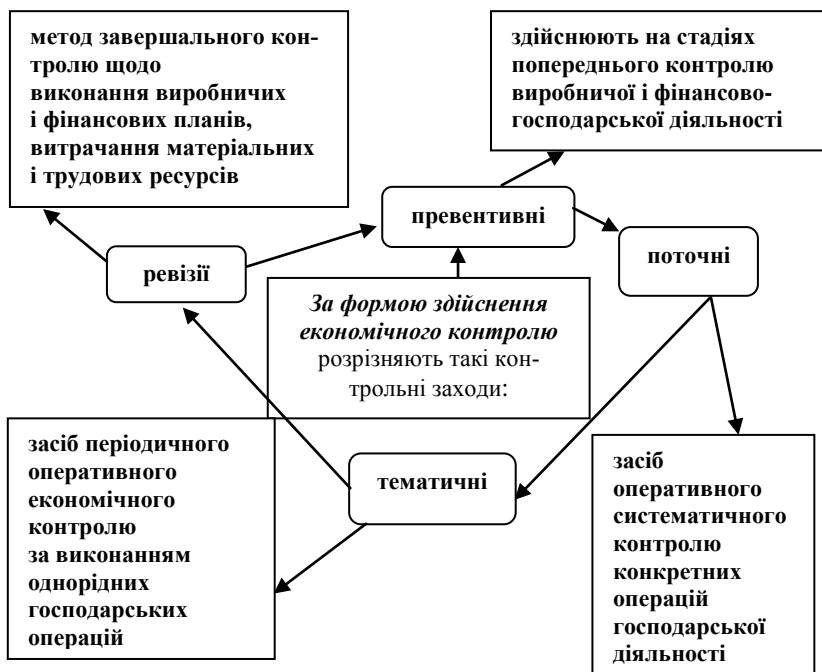 метод завершального кон-
тролю щодо
виконання виробничих
і фінансових планів,
витрачання матеріальних
і трудових ресурсів
здійснюють на стадіях
попереднього контролю
виробничої і фінансово-
господарської діяльності
превентивні
ревізії
поточні
За формою здійснення
економічного контролю
розрізняють такі кон-
трольні заходи:
засіб періодичного
оперативного
економічного
контролю
за виконанням
однорідних
господарських
операцій
тематичні
засіб
оперативного
систематичного
контролю
конкретних
операцій
господарської
діяльності